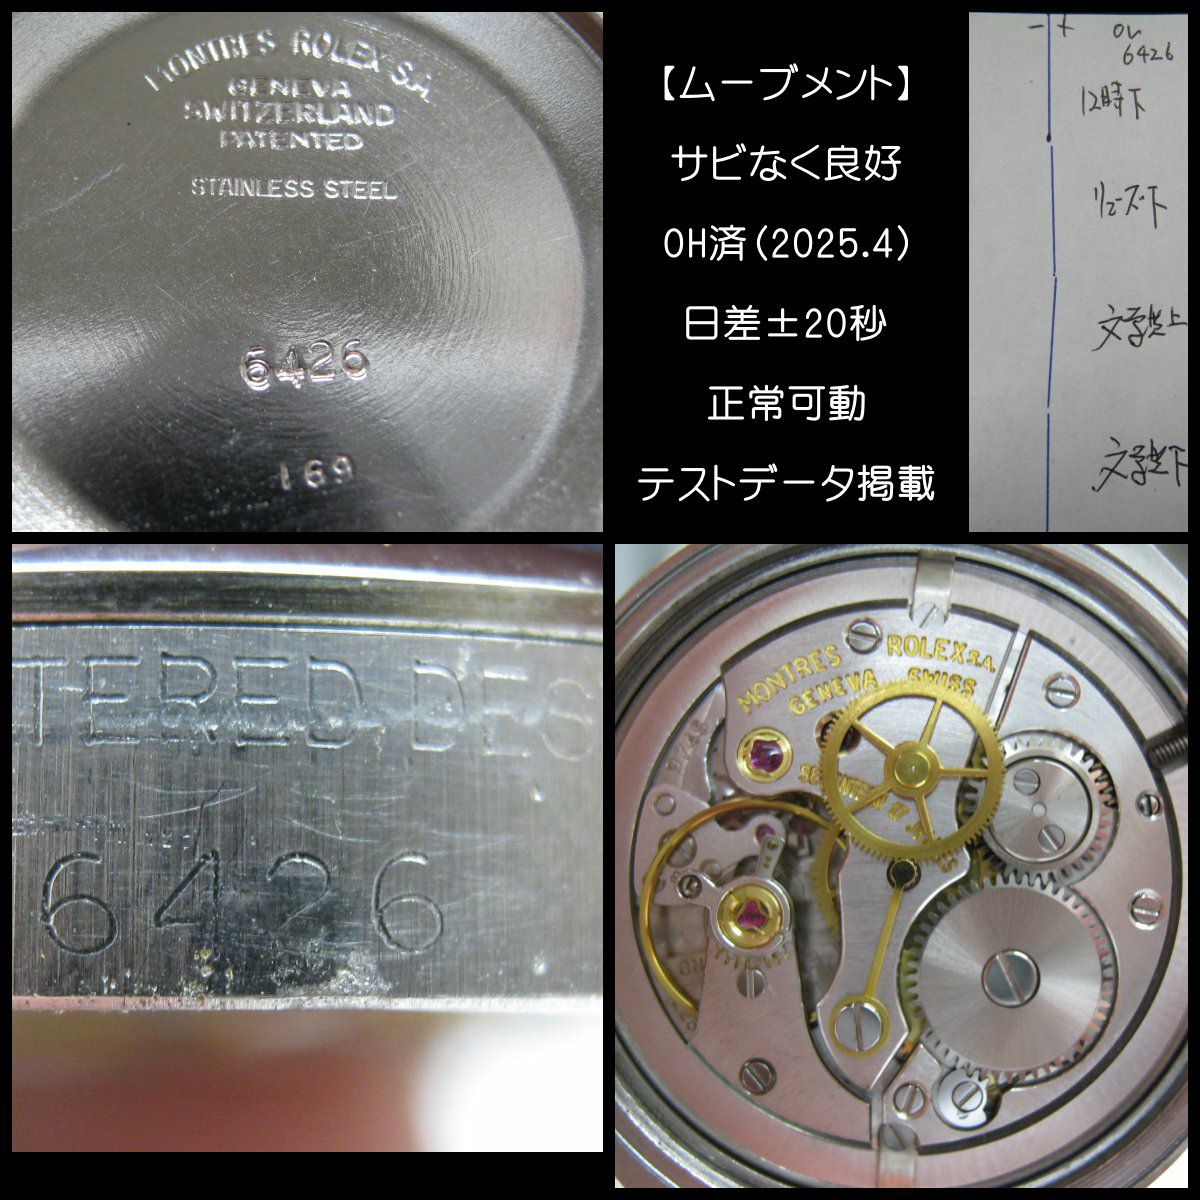 MONTRES ROLEX S.A.
GENEVA
SWITZERLAND
PATENTED
STAINLESS STEEL
6426
169
【ムーブメント】
サビなく良好
OH済(2025.4)
日差±20秒
正常可動
テストデータ掲載
- +
6426
12時下
リューズ下
文字盤上
文字盤下
TERED DES
6426
MONTRES ROLEX S.A.
GENEVA SWISS